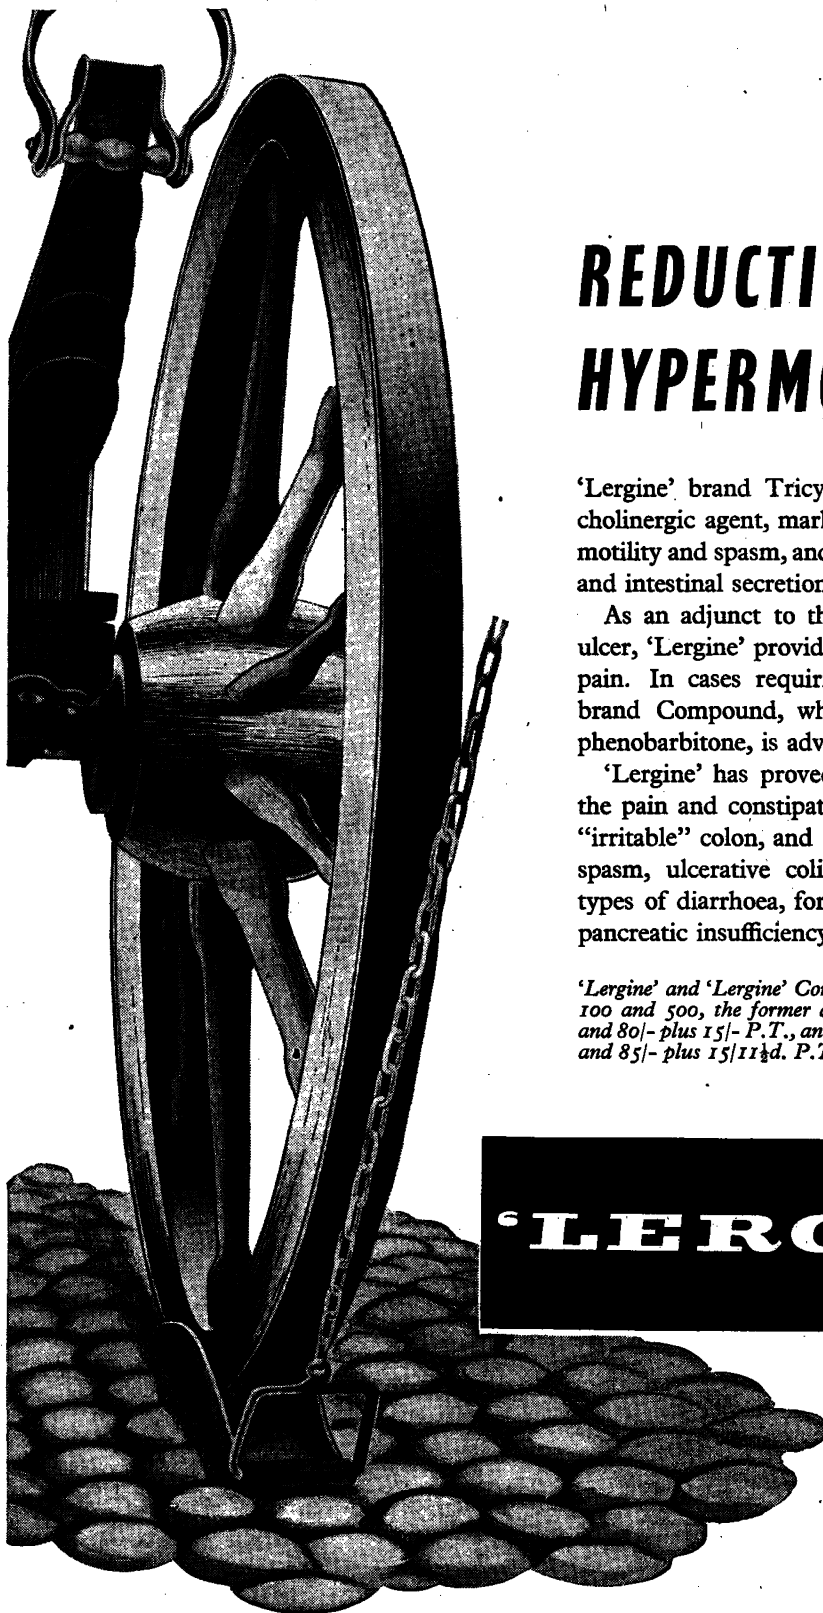 REDUCTI
HYPERM
‘Lergine’ brand Tricy
cholinergic agent, mar
motility and spasm, and
and intestinal secretion
As an adjunct to th
ulcer, ‘Lergine’ provid
pain. In cases requir
brand Compound, wh
phenobarbitone, is adv
‘Lergine’ has prove
the pain and constipat
“irritable” colon, and
spasm, ulcerative coli
types of diarrhoea, for
pancreatic insufficiency
‘Lergine’ and ‘Lergine’ Co
100 and 500, the former
and 80/- plus 15/- P.T., an
and 85/- plus 15/11½d. P.T
‘LERG